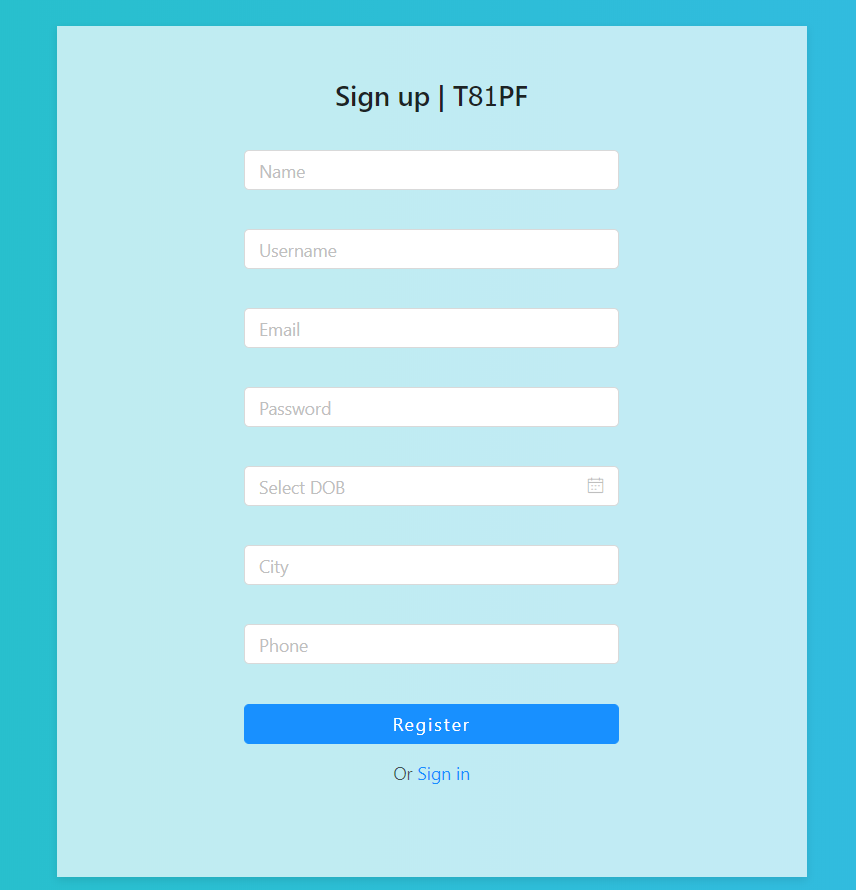 Sign up | T81PF
Name
Username
Email
Password
Select DOB
City
Phone
Register
Or Sign in